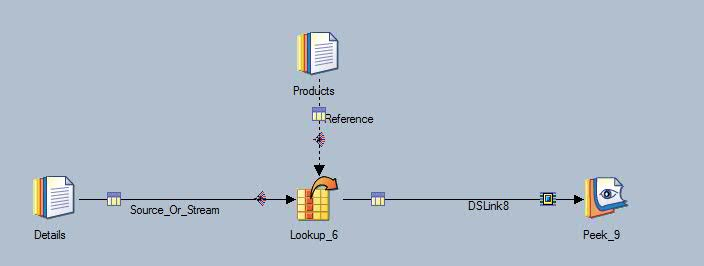 Products
Reference
Source_Or_Stream
DSLink8
Details
Lookup_6
Peek_9